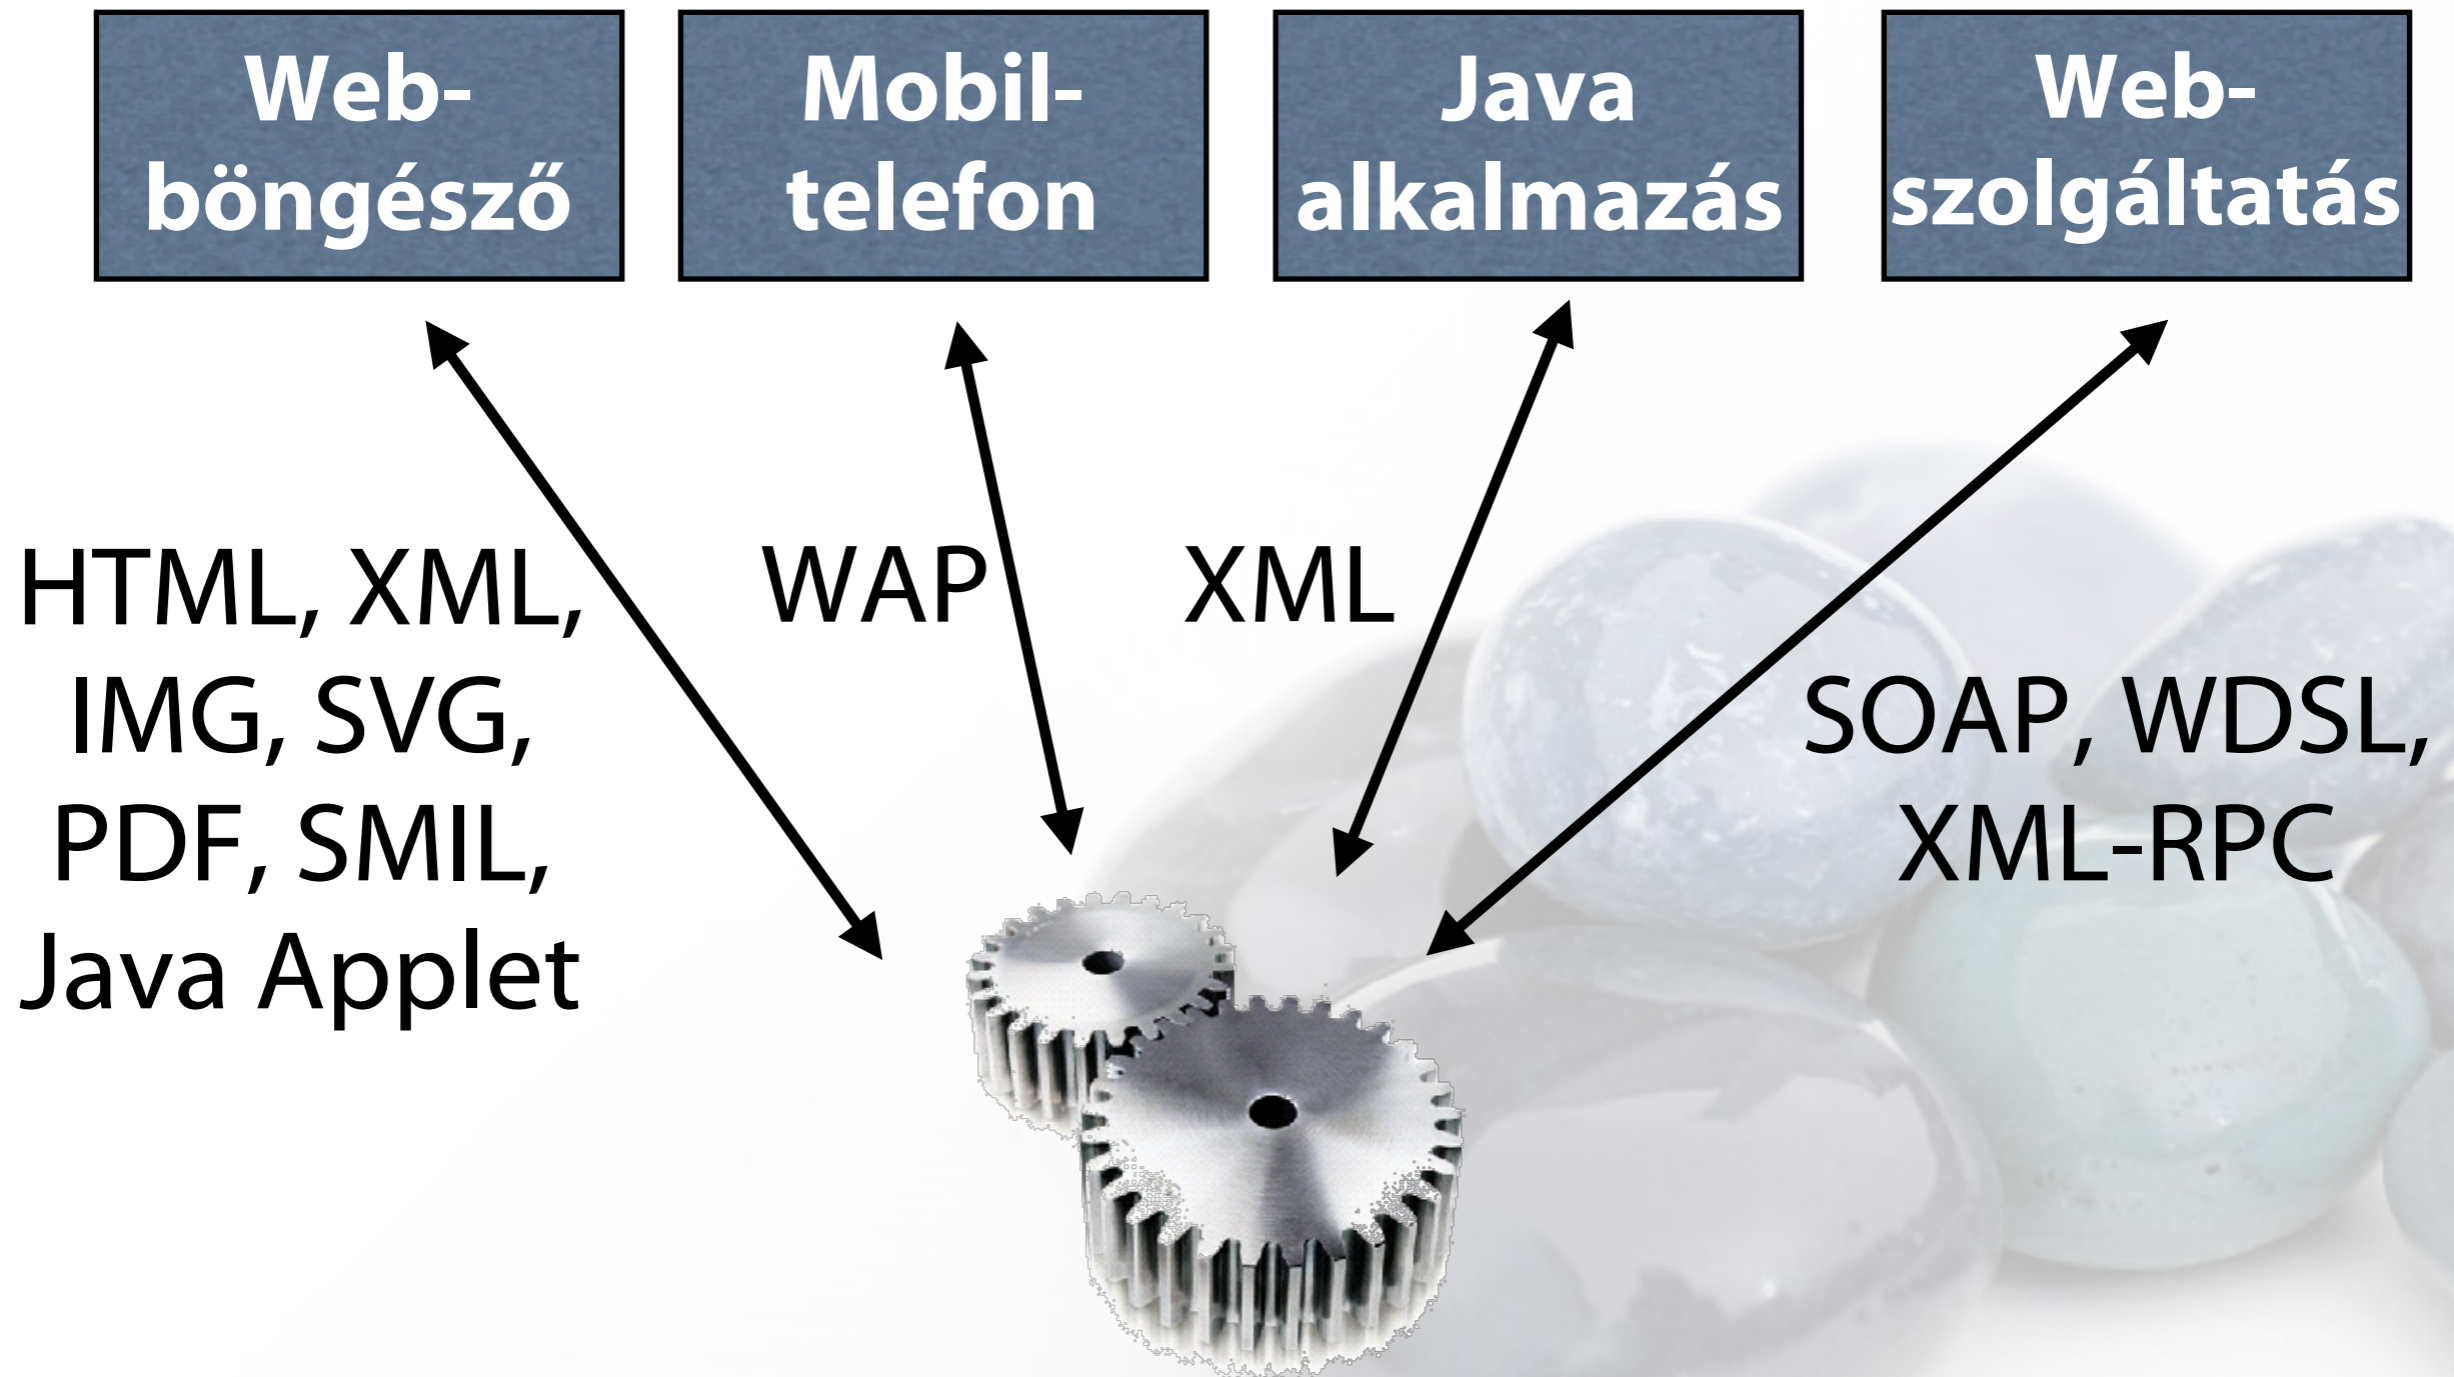 Web-
böngésző
Mobil-
telefon
Java
alkalmazás
Web-
szolgáltatás
HTML, XML,
IMG, SVG,
PDF, SMIL,
Java Applet
WAP
XML
SOAP, WDSL,
XML-RPC